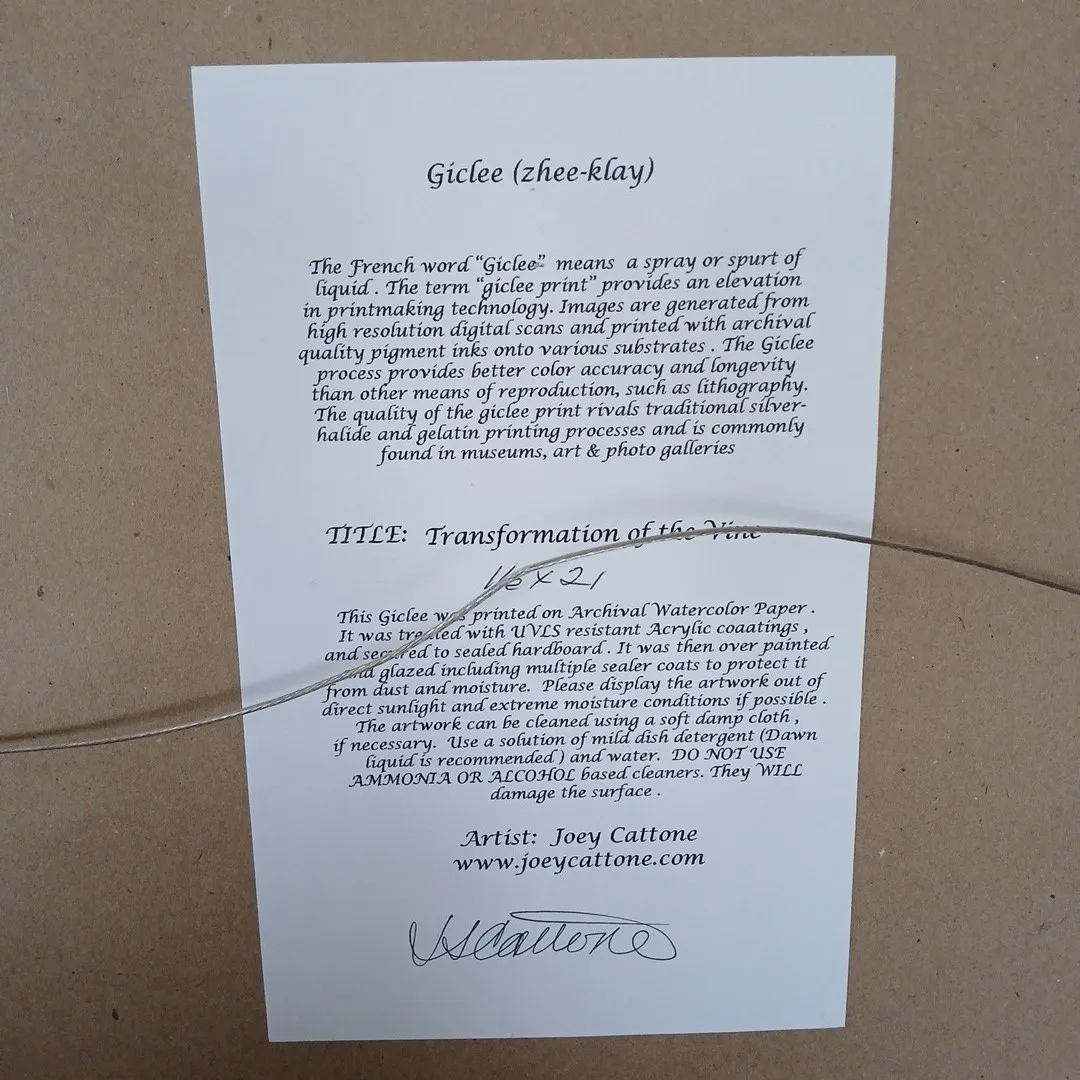 Giclee (zhee-klay)
The French word “Giclee” means a spray or spurt of
liquid . The term “giclee print” provides an elevation
in printmaking technology. Images are generated from
high resolution digital scans and printed with archival
quality pigment inks onto various substrates . The Giclee
process provides better color accuracy and longevity
than other means of reproduction, such as lithography.
The quality of the giclee print rivals traditional silver-
halide and gelatin printing processes and is commonly
found in museums, art & photo galleries
TITLE: Transformation of the Vine
x 21
This Giclee was printed on Archival Watercolor Paper .
It was treated with UVLS resistant Acrylic coaatings ,
and secured to sealed hardboard . It was then over painted
and glazed including multiple sealer coats to protect it
from dust and moisture. Please display the artwork out of
direct sunlight and extreme moisture conditions if possible .
The artwork can be cleaned using a soft damp cloth ,
if necessary. Use a solution of mild dish detergent (Dawn
liquid is recommended ) and water. DO NOT USE
AMMONIA OR ALCOHOL based cleaners. They WILL
damage the surface .
Artist: Joey Cattone
www.joeycattone.com
JSCattone